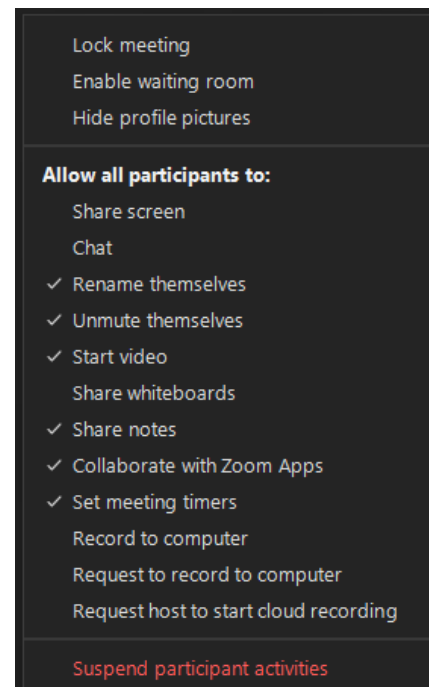 Lock meeting
Enable waiting room
Hide profile pictures
Allow all participants to:
Share screen
Chat
✓ Rename themselves
✓ Unmute themselves
✓ Start video
Share whiteboards
✓ Share notes
✓ Collaborate with Zoom Apps
✓ Set meeting timers
Record to computer
Request to record to computer
Request host to start cloud recording
Suspend participant activities